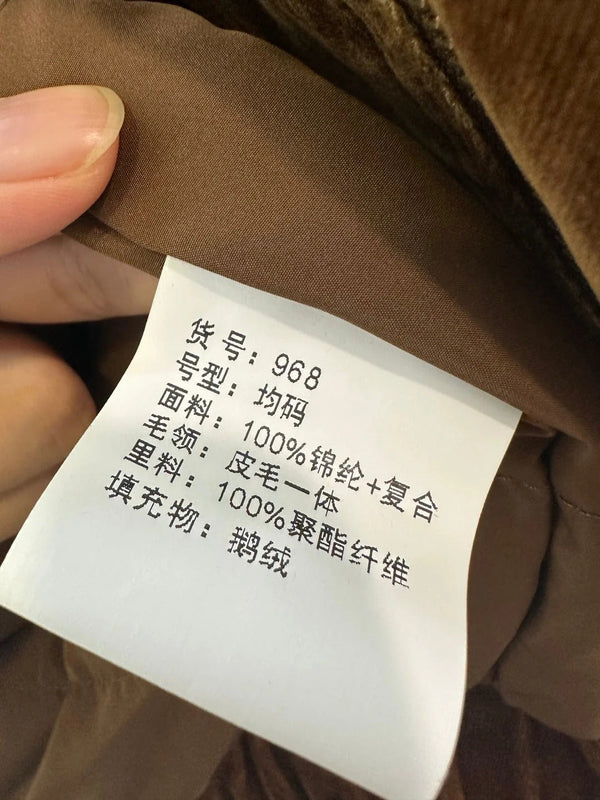 货号：968
号型：均码
面料：100%锦纶+复合
毛领：皮毛一体
里料：100%聚酯纤维
填充物：鹅绒